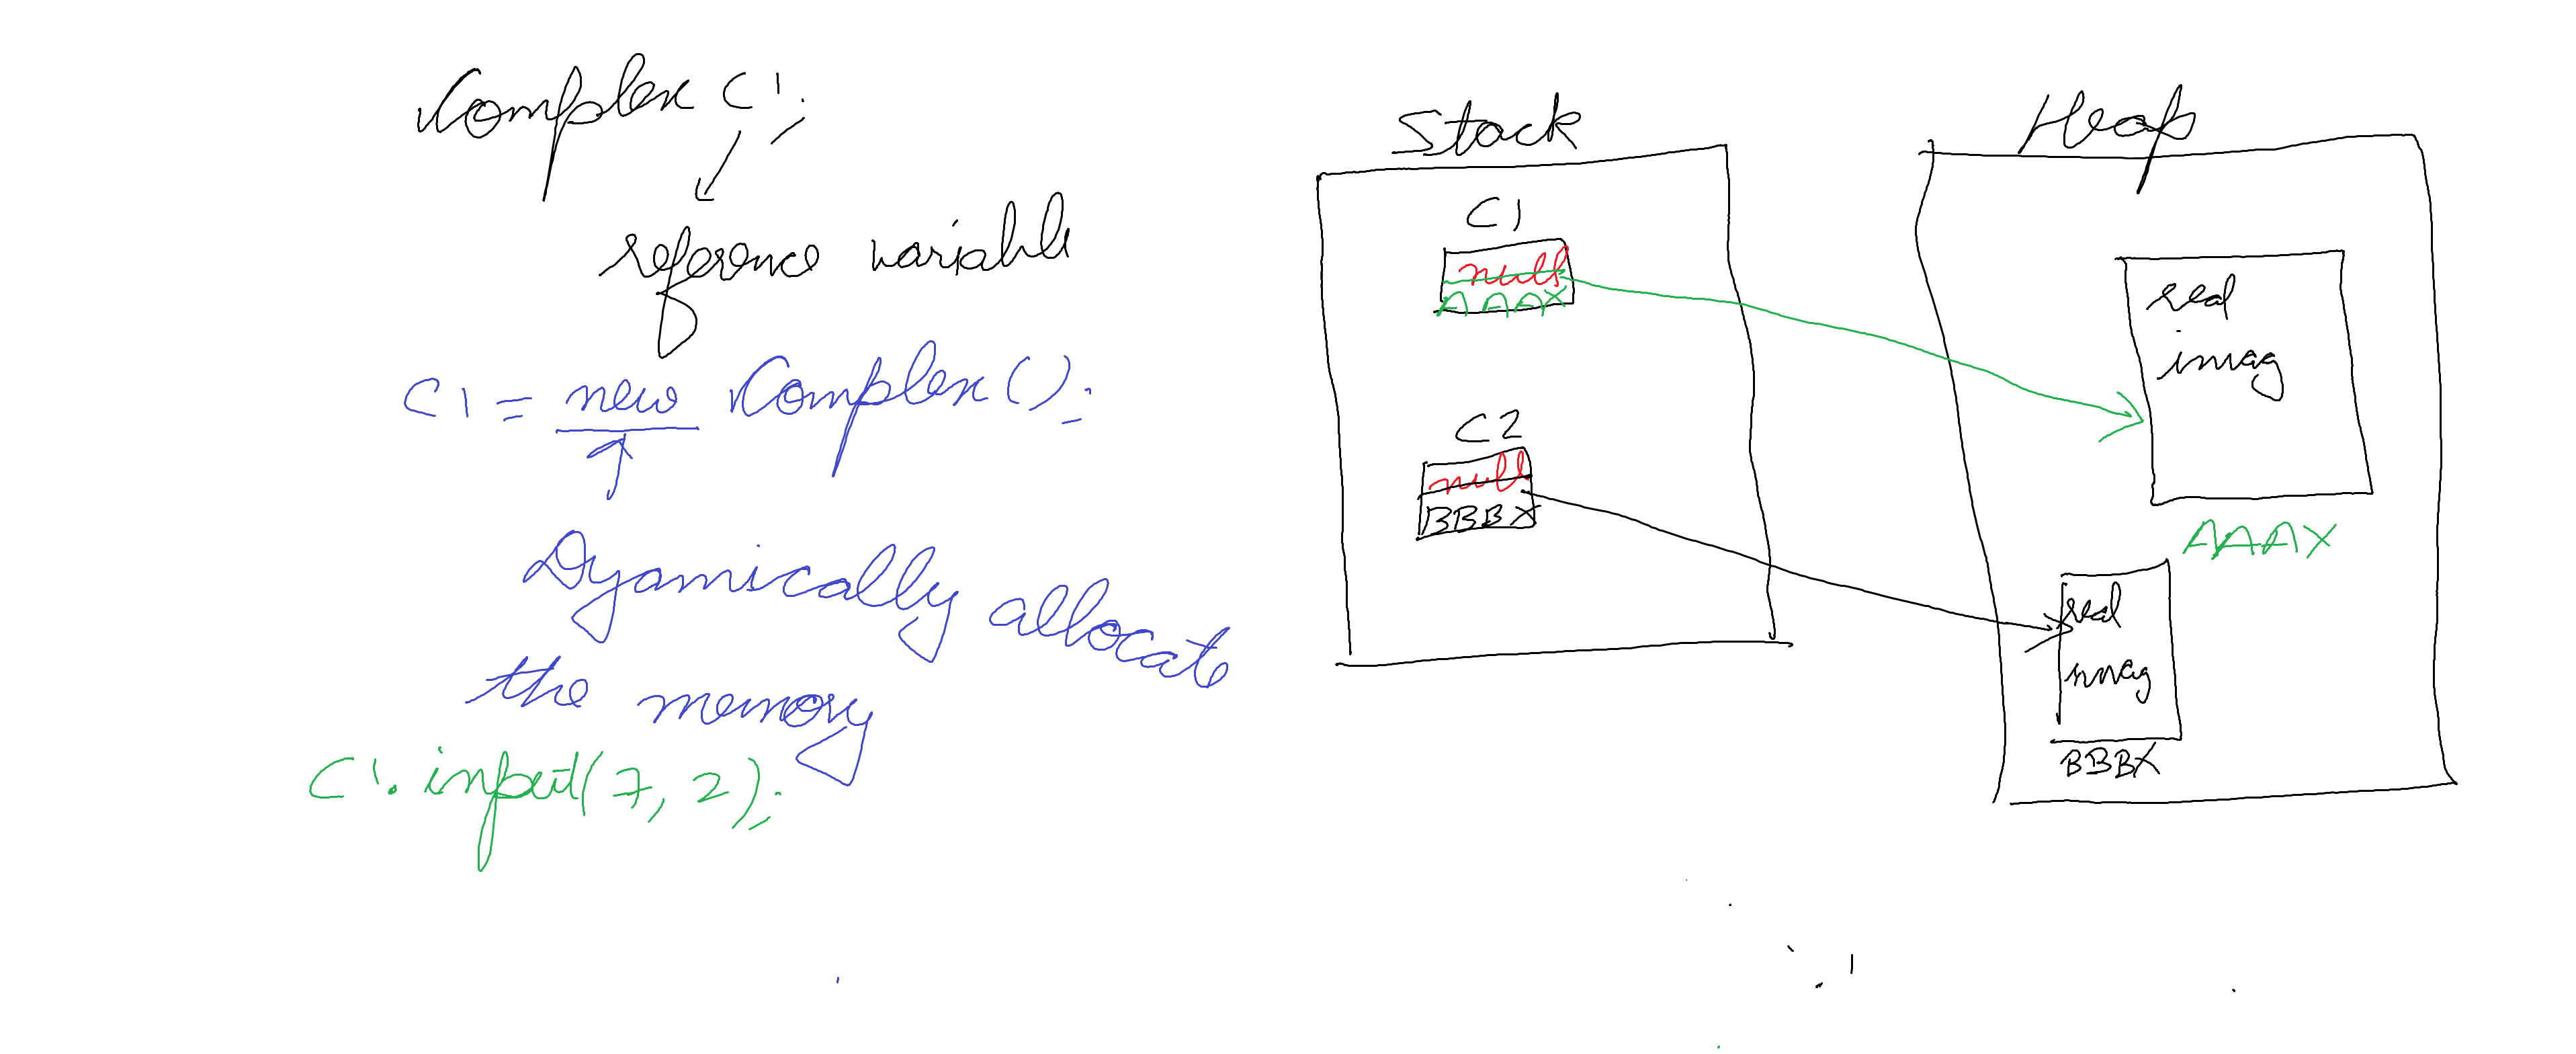 Complex C1;
reference variable
C1 = new Complex();
Dyamically allocate
the memory
C1.input(7, 2);
Stack
C1
null
AAAX
C2
null
BBBX
Heap
real
imag
AAAX
real
imag
BBBX